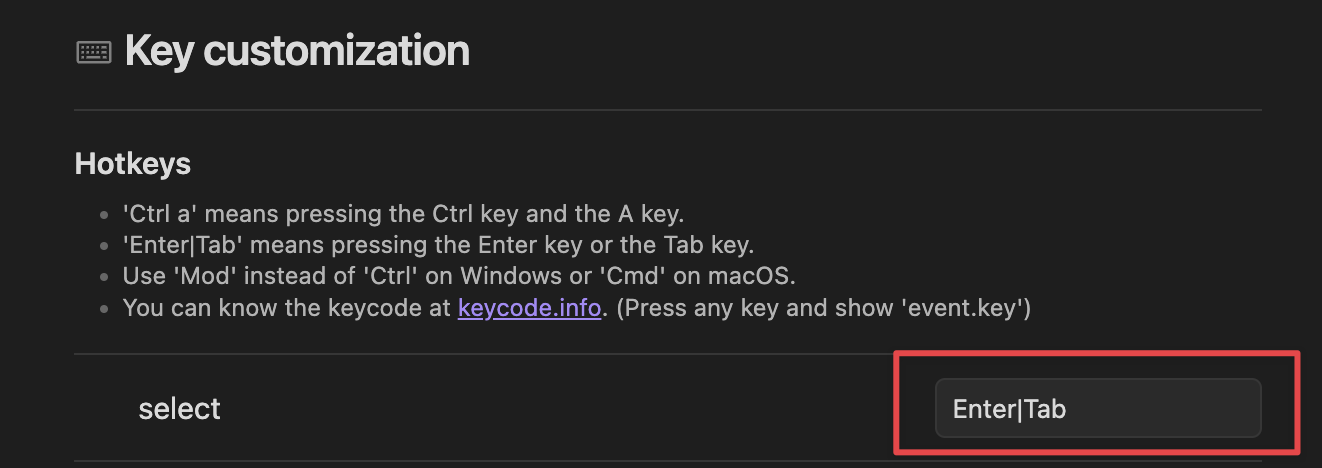 Key customization
Hotkeys
'Ctrl a' means pressing the Ctrl key and the A key.
'Enter|Tab' means pressing the Enter key or the Tab key.
Use 'Mod' instead of 'Ctrl' on Windows or 'Cmd' on macOS.
You can know the keycode at keycode.info. (Press any key and show 'event.key')
select
Enter|Tab